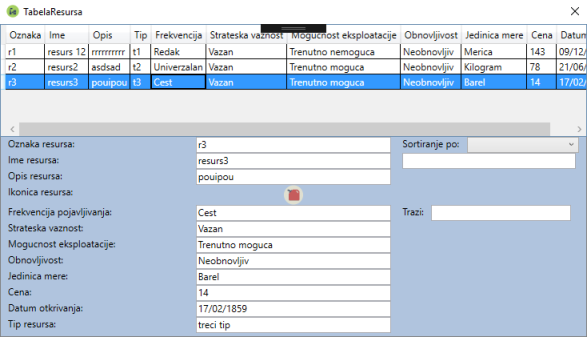 TabelaResursa
Oznaka Ime Opis Tip Frekvencija Strateska vaznost Mogucnost eksploatacije Obnovljivost Jedinica mere Cena Datum
r1 resurs 12 rrrrrrrrrr t1 Redak Vazan Trenutno nemoguca Neobnovljiv Merica 143 09/12/
r2 resurs2 asdsad t2 Univerzalan Vazan Trenutno moguca Neobnovljiv Kilogram 78 21/06/
r3 resurs3 pouipou t3 Cest Vazan Trenutno moguca Neobnovljiv Barel 14 17/02/
Oznaka resursa: r3 Sortiranje po:
Ime resursa: resurs3
Opis resursa: pouipou
Ikonica resursa:
Frekvencija pojavljivanja: Cest Trazi:
Strateska vaznost: Vazan
Mogucnost eksploatacije: Trenutno moguca
Obnovljivost: Neobnovljiv
Jedinica mere: Barel
Cena: 14
Datum otkrivanja: 17/02/1859
Tip resursa: treci tip